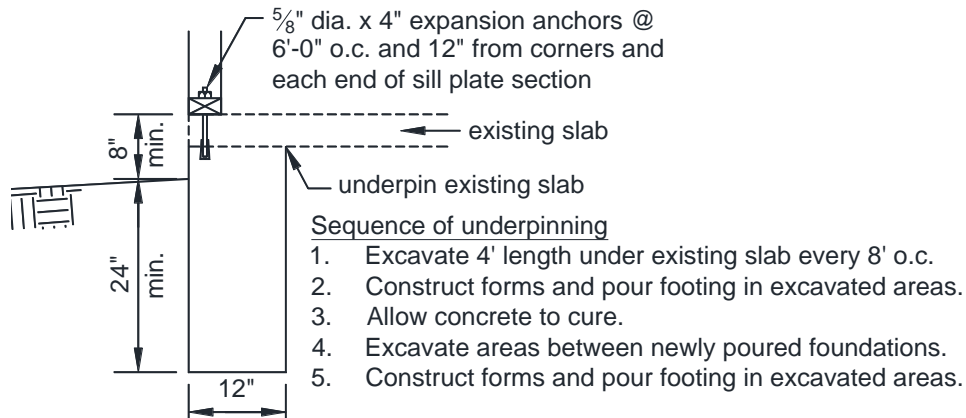 ⅝" dia. x 4" expansion anchors @
6'-0" o.c. and 12" from corners and
each end of sill plate section
8"
min.
existing slab
underpin existing slab
24"
min.
12"
Sequence of underpinning
1. Excavate 4' length under existing slab every 8' o.c.
2. Construct forms and pour footing in excavated areas.
3. Allow concrete to cure.
4. Excavate areas between newly poured foundations.
5. Construct forms and pour footing in excavated areas.